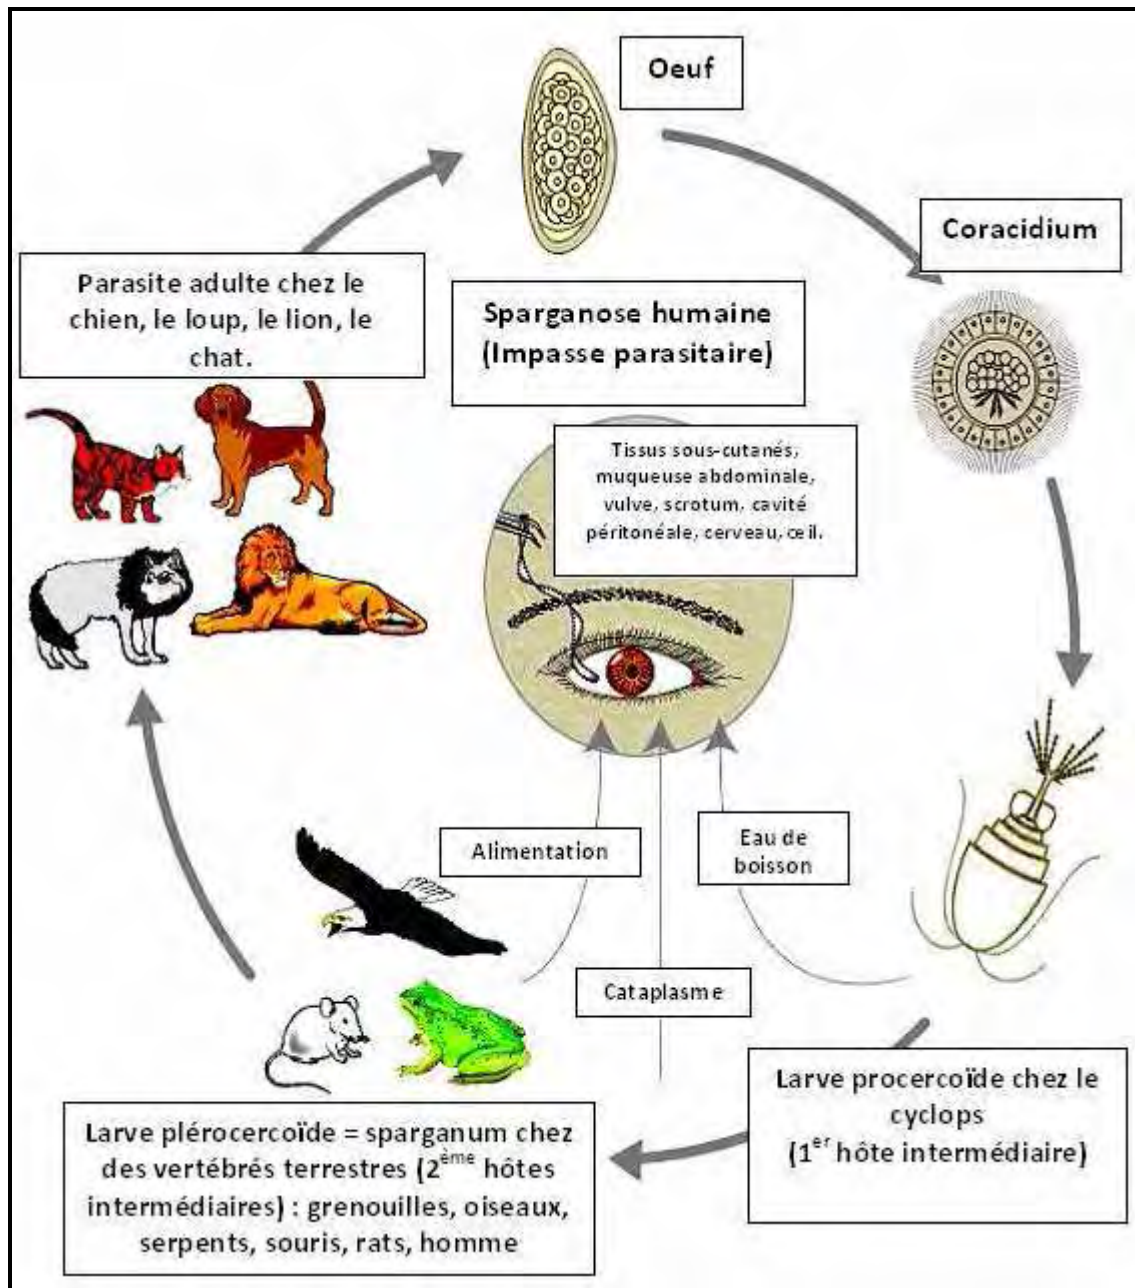 Oeuf
Coracidium
Parasite adulte chez le
chien, le loup, le lion, le
chat.
Sparganose humaine
(Impasse parasitaire)
Tissus sous-cutanés,
muqueuse abdominale,
vulve, scrotum, cavité
péritonéale, cerveau, œil.
Alimentation
Eau de
boisson
Cataplasme
Larve procercoïde chez le
cyclops
(1er hôte intermédiaire)
Larve plérocercoïde = sparganum chez
des vertébrés terrestres (2ème hôtes
intermédiaires) : grenouilles, oiseaux,
serpents, souris, rats, homme